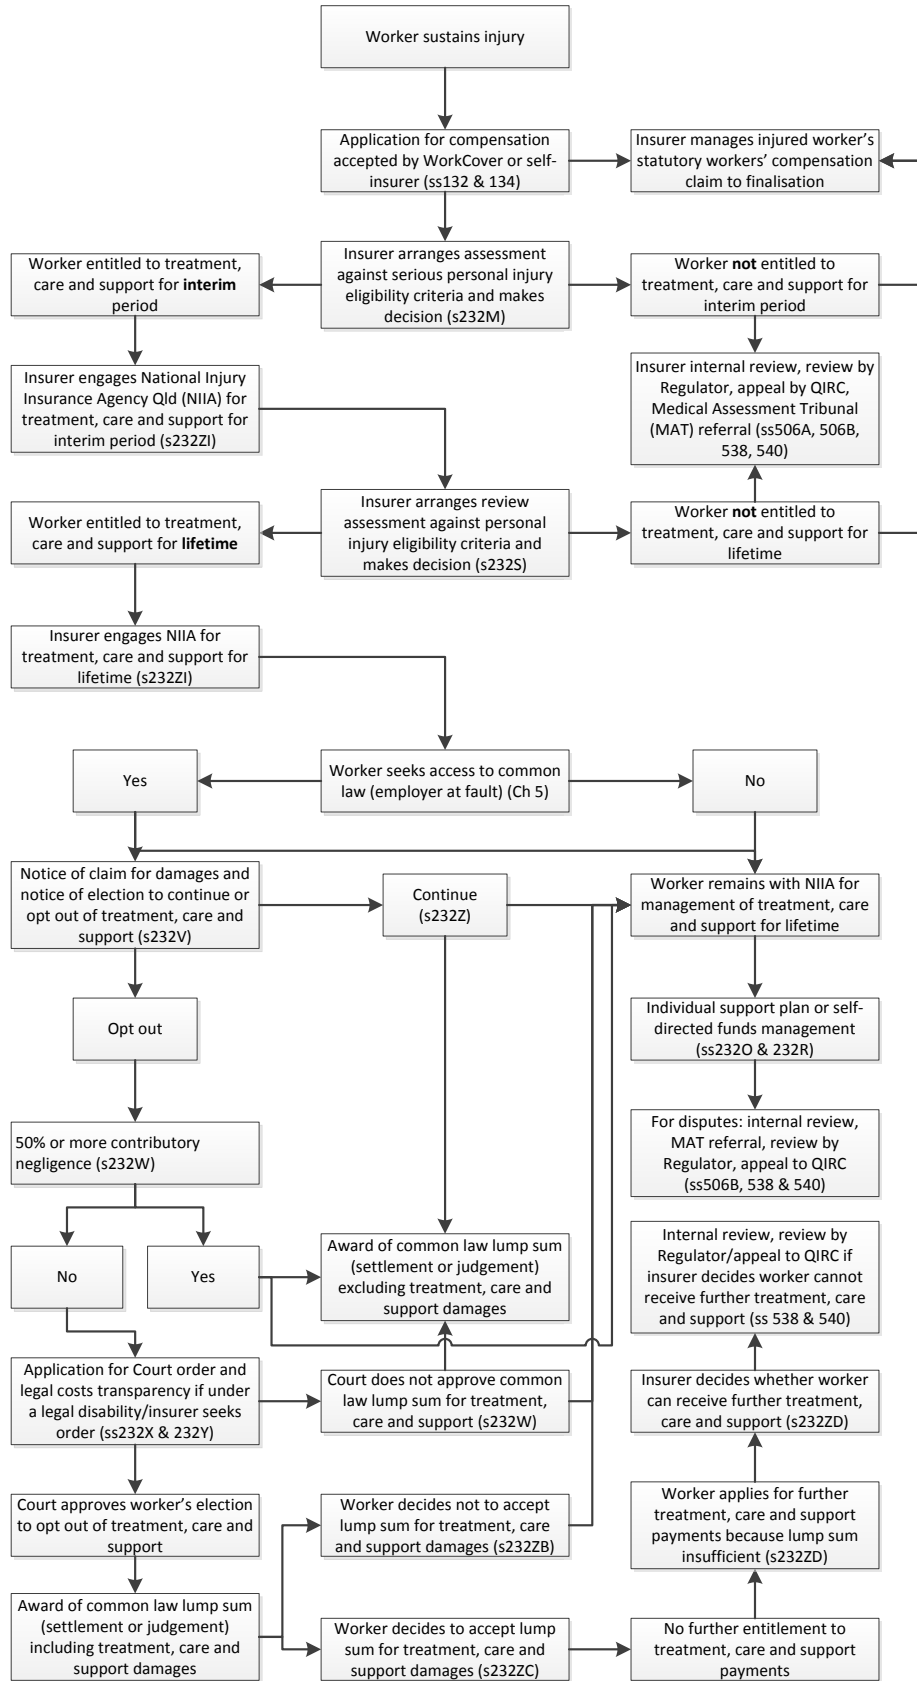 Worker sustains injury
Application for compensation
accepted by WorkCover or self-
insurer (ss132 & 134)
Insurer manages injured worker's
statutory workers' compensation
claim to finalisation
Worker entitled to treatment,
care and support for interim
period
Insurer arranges assessment
against serious personal injury
eligibility criteria and makes
decision (s232M)
Worker not entitled to
treatment, care and support for
interim period
Insurer engages National Injury
Insurance Agency Qld (NIIA) for
treatment, care and support for
interim period (s232ZI)
Insurer internal review, review by
Regulator, appeal by QIRC,
Medical Assessment Tribunal
(MAT) referral (ss506A, 506B,
538, 540)
Worker entitled to treatment,
care and support for lifetime
Insurer arranges review
assessment against personal
injury eligibility criteria and
makes decision (s232S)
Worker not entitled to
treatment, care and support for
lifetime
Insurer engages NIIA for
treatment, care and support for
lifetime (s232ZI)
Yes
Worker seeks access to common
law (employer at fault) (Ch 5)
No
Notice of claim for damages and
notice of election to continue or
opt out of treatment, care and
support (s232V)
Continue
(s232Z)
Worker remains with NIIA for
management of treatment, care
and support for lifetime
Opt out
Individual support plan or self-
directed funds management
(ss232O & 232R)
50% or more contributory
negligence (s232W)
For disputes: internal review,
MAT referral, review by
Regulator, appeal to QIRC
(ss506B, 538 & 540)
No
Yes
Award of common law lump sum
(settlement or judgement)
excluding treatment, care and
support damages
Internal review, review by
Regulator/appeal to QIRC if
insurer decides worker cannot
receive further treatment, care
and support (ss 538 & 540)
Application for Court order and
legal costs transparency if under
a legal disability/insurer seeks
order (ss232X & 232Y)
Court does not approve common
law lump sum for treatment,
care and support (s232W)
Insurer decides whether worker
can receive further treatment,
care and support (s232ZD)
Court approves worker's election
to opt out of treatment, care and
support
Worker decides not to accept
lump sum for treatment, care
and support damages (s232ZB)
Worker applies for further
treatment, care and support
payments because lump sum
insufficient (s232ZD)
Award of common law lump sum
(settlement or judgement)
including treatment, care and
support damages
Worker decides to accept lump
sum for treatment, care and
support damages (s232ZC)
No further entitlement to
treatment, care and support
payments